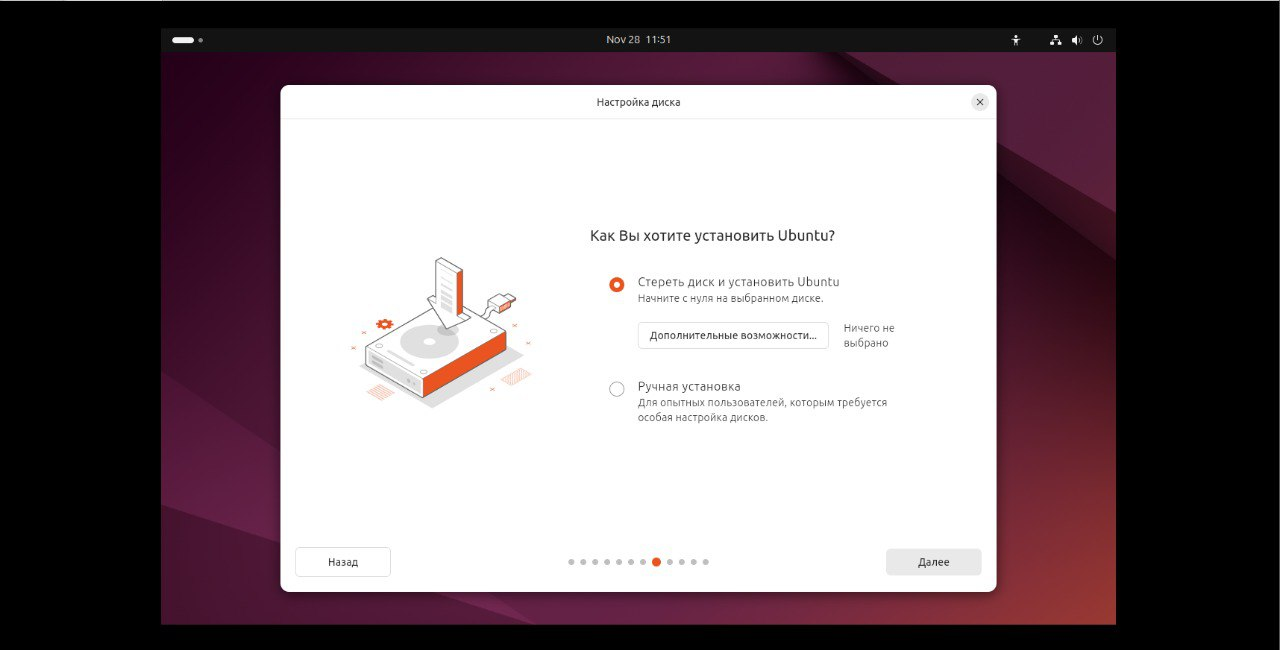 Nov 28 11:51
Настройка диска
Как Вы хотите установить Ubuntu?
Стереть диск и установить Ubuntu
Начните с нуля на выбранном диске.
Дополнительные возможности...
Ничего не
выбрано
Ручная установка
Для опытных пользователей, которым требуется
особая настройка дисков.
Назад
Далее